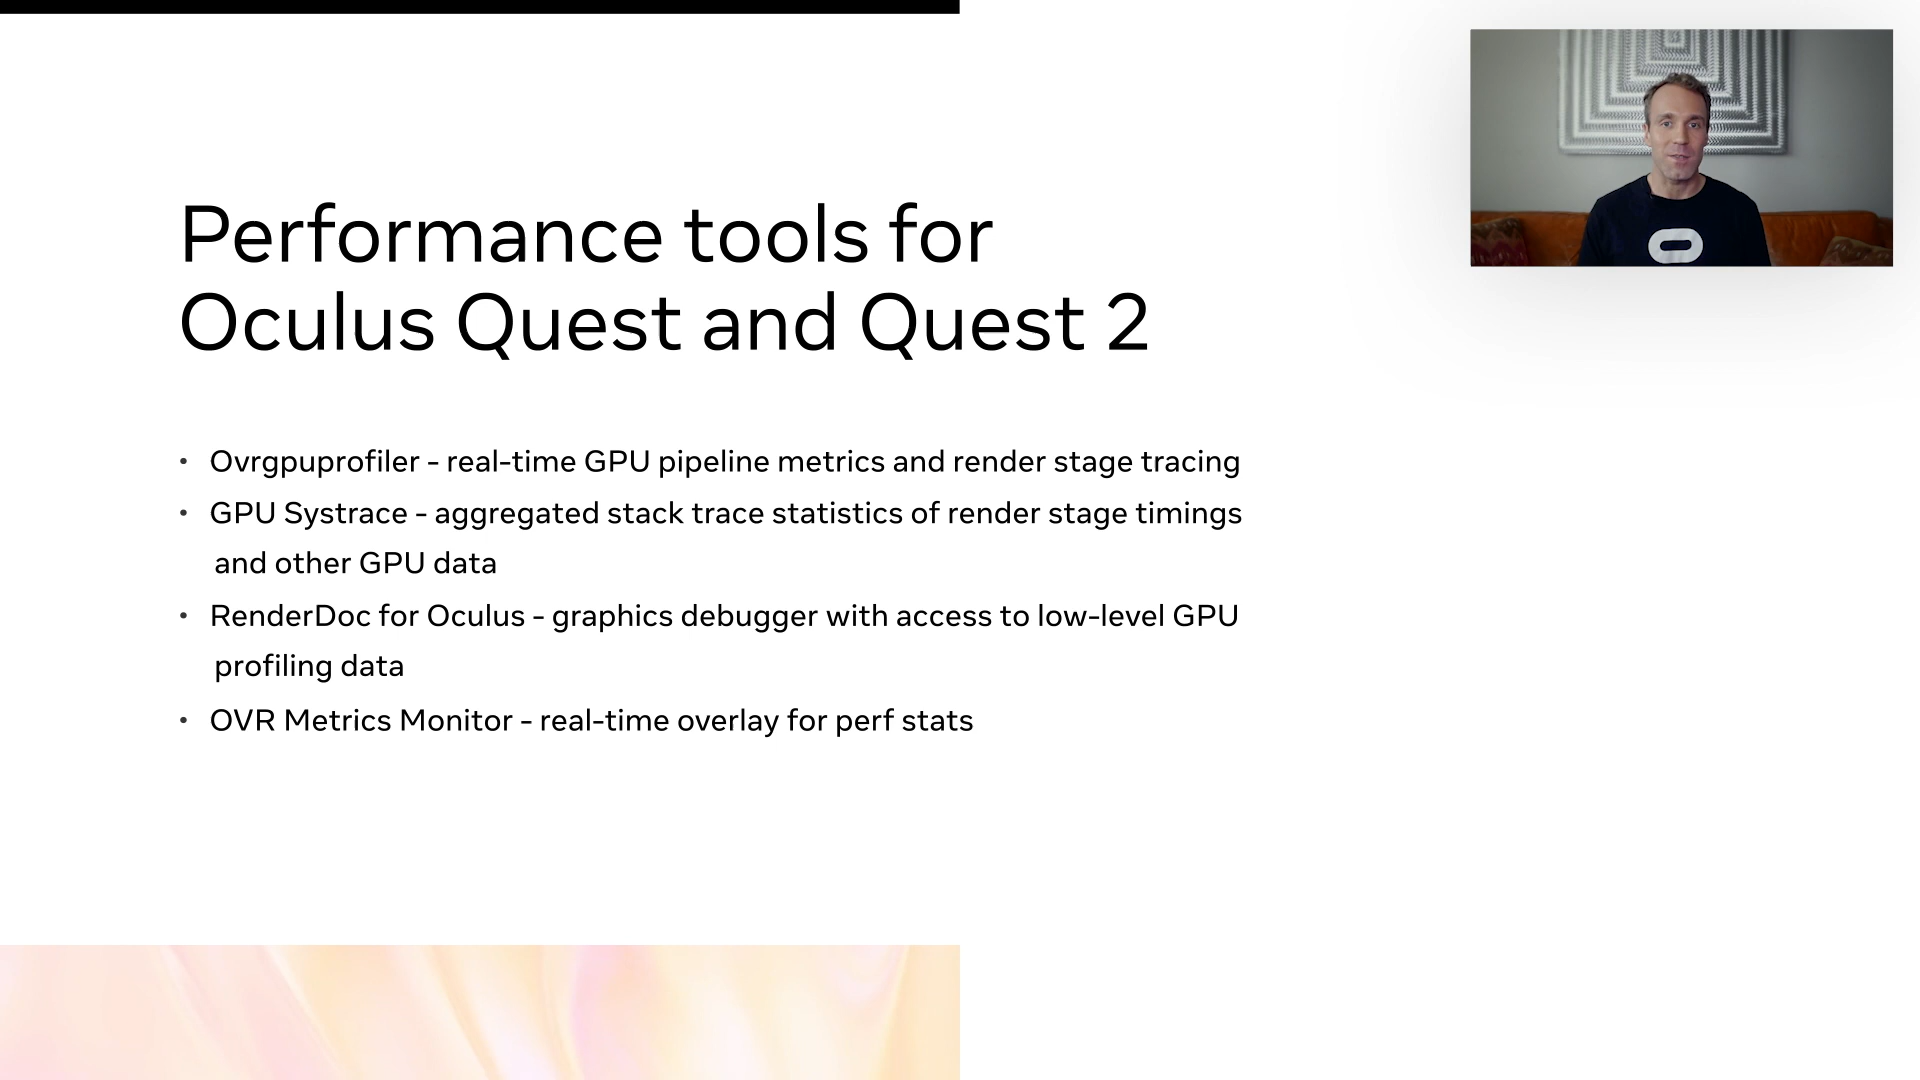 Performance tools for
Oculus Quest and Quest 2
• Ovrgpuprofiler - real-time GPU pipeline metrics and render stage tracing
• GPU Systrace - aggregated stack trace statistics of render stage timings
and other GPU data
• RenderDoc for Oculus - graphics debugger with access to low-level GPU
profiling data
• OVR Metrics Monitor - real-time overlay for perf stats